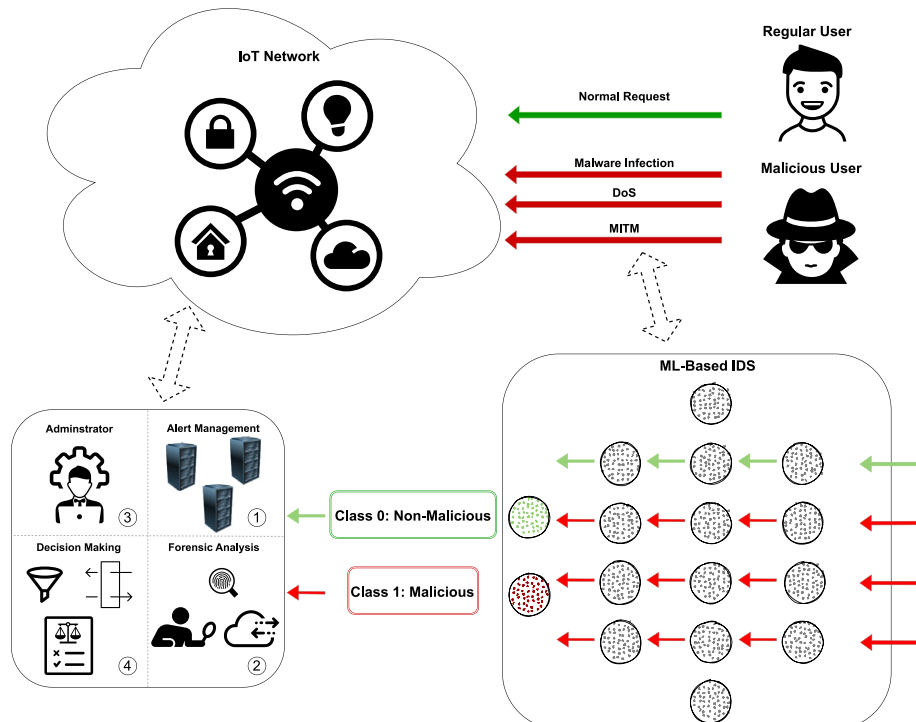 Regular User
IoT Network
Normal Request
Malware Infection
Malicious User
DoS
MITM
ML-Based IDS
Adminstrator
Alert Management
3
1
Class 0: Non-Malicious
Decision Making
Forensic Analysis
Class 1: Malicious
4
2